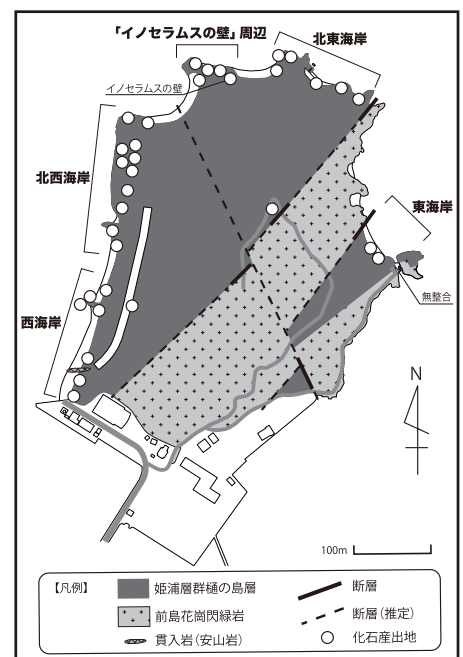 「イノセラムスの壁」周辺
北東海岸
イノセラムスの壁
北西海岸
東海岸
無整合
西海岸
N
100m
【凡例】
姫浦層群樋の島層
断層
前島花崗閃緑岩
断層(推定)
貫入岩(安山岩)
化石産出地